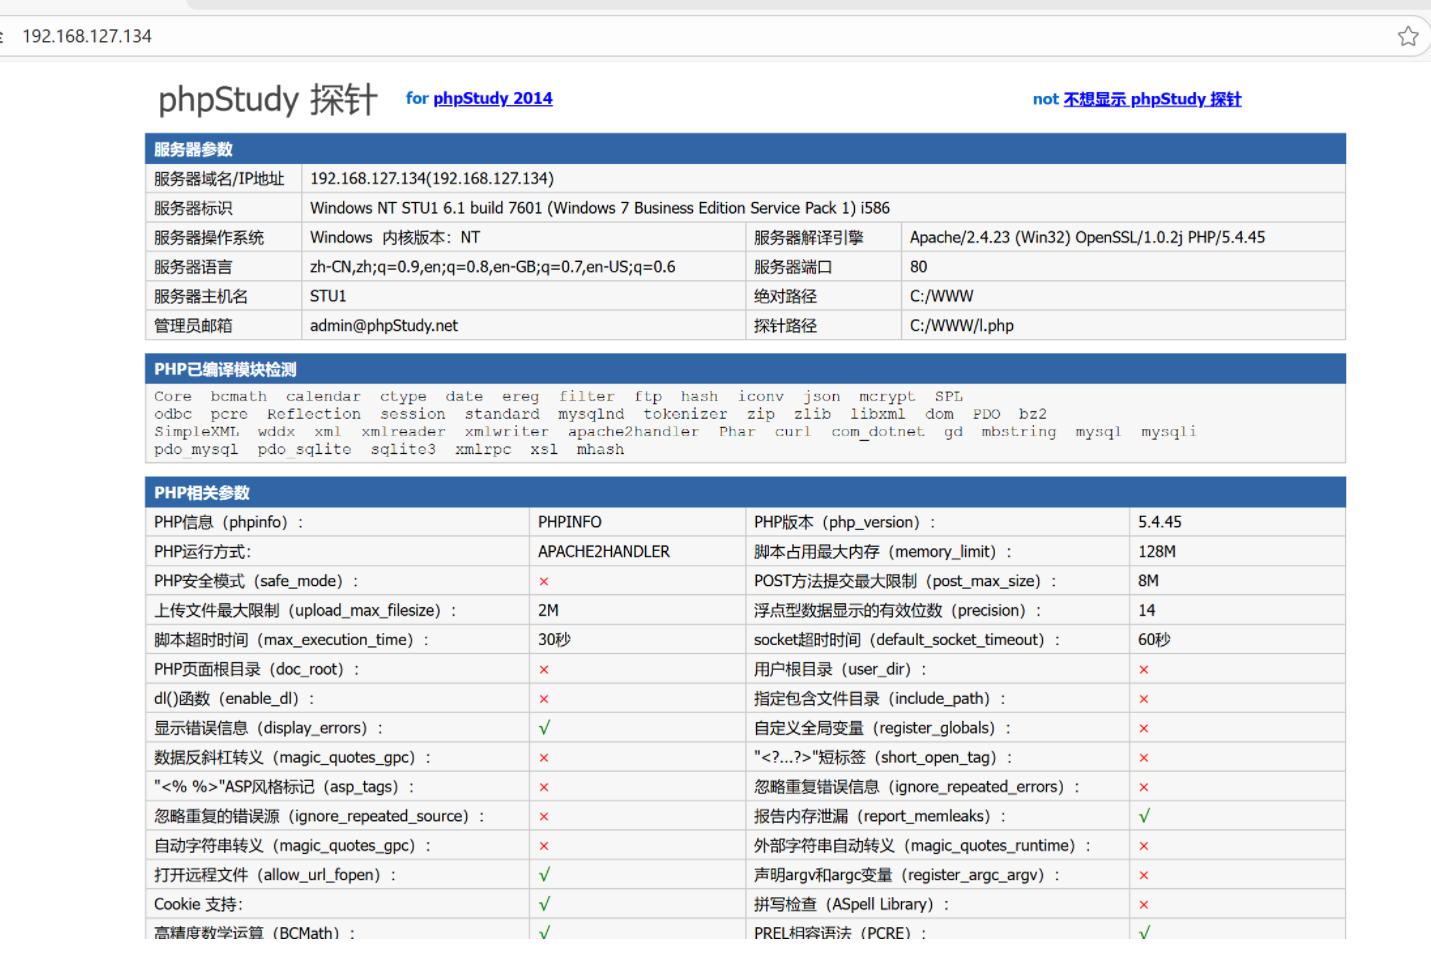 192.168.127.134
phpStudy 探针 for phpStudy 2014 not 不想显示 phpStudy 探针
服务器参数
服务器域名/IP地址 192.168.127.134(192.168.127.134)
服务器标识 Windows NT STU1 6.1 build 7601 (Windows 7 Business Edition Service Pack 1) i586
服务器操作系统 Windows 内核版本：NT 服务器解译引擎 Apache/2.4.23 (Win32) OpenSSL/1.0.2j PHP/5.4.45
服务器语言 zh-CN,zh;q=0.9,en;q=0.8,en-GB;q=0.7,en-US;q=0.6 服务器端口 80
服务器主机名 STU1 绝对路径 C:/WWW
管理员邮箱 admin@phpStudy.net 探针路径 C:/WWW/l.php
PHP已编译模块检测
Core bcmath calendar ctype date ereg filter ftp hash iconv json mcrypt SPL
odbc pcre Reflection session standard mysqlnd tokenizer zip zlib libxml dom PDO bz2
SimpleXML wddx xml xmlreader xmlwriter apache2handler Phar curl com_dotnet gd mbstring mysql mysqli
pdo_mysql pdo_sqlite sqlite3 xmlrpc xsl mhash
PHP相关参数
PHP信息（phpinfo）： PHPINFO PHP版本（php_version）： 5.4.45
PHP运行方式： APACHE2HANDLER 脚本占用最大内存（memory_limit）： 128M
PHP安全模式（safe_mode）： × POST方法提交最大限制（post_max_size）： 8M
上传文件最大限制（upload_max_filesize）： 2M 浮点型数据显示的有效位数（precision）： 14
脚本超时时间（max_execution_time）： 30秒 socket超时时间（default_socket_timeout）： 60秒
PHP页面根目录（doc_root）： × 用户根目录（user_dir）： ×
dl()函数（enable_dl）： × 指定包含文件目录（include_path）： ×
显示错误信息（display_errors）： √ 自定义全局变量（register_globals）： ×
数据反斜杠转义（magic_quotes_gpc）： × "<?...?>"短标签（short_open_tag）： ×
"<% %>"ASP风格标记（asp_tags）： × 忽略重复错误信息（ignore_repeated_errors）： ×
忽略重复的错误源（ignore_repeated_source）： × 报告内存泄漏（report_memleaks）： √
自动字符串转义（magic_quotes_gpc）： × 外部字符串自动转义（magic_quotes_runtime）： ×
打开远程文件（allow_url_fopen）： √ 声明argv和argc变量（register_argc_argv）： ×
Cookie 支持： √ 拼写检查（ASpell Library）： ×
高精度数学运算（BCMath）： √ PREL相容语法（PCRE）： √